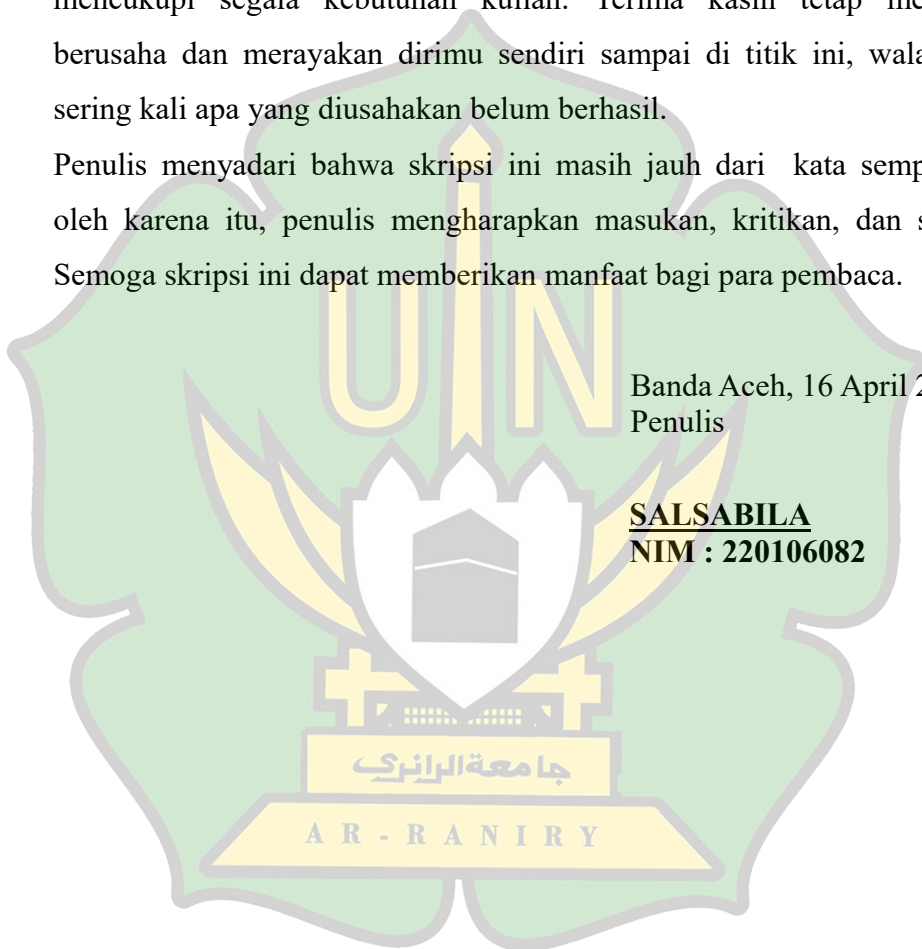 mencukupi segala kebutuhan kuliah. Terima kasih tetap
berusaha dan merayakan dirimu sendiri sampai di titik ini,
sering kali apa yang diusahakan belum berhasil.
Penulis menyadari bahwa skripsi ini masih jauh dari kata
oleh karena itu, penulis mengharapkan masukan, kritikan, dan
Semoga skripsi ini dapat memberikan manfaat bagi para pembaca.
UIN
Banda Aceh, 16 April
Penulis
SALSABILA
NIM : 220106082
جامعةالرانري
AR-RANIRY